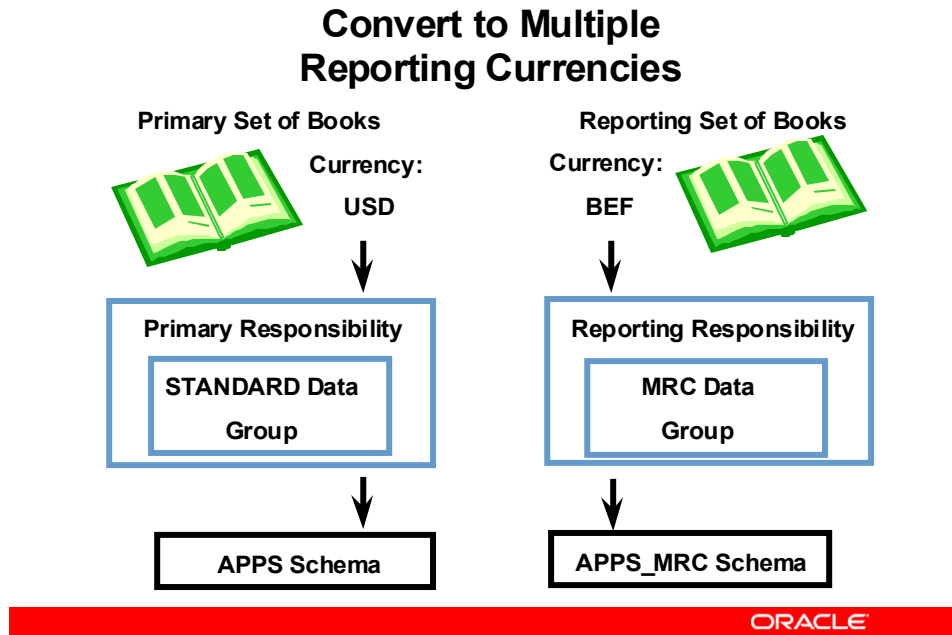 Convert to Multiple
Reporting Currencies
Primary Set of Books
Currency:
USD
Reporting Set of Books
Currency:
BEF
Primary Responsibility
STANDARD Data
Group
Reporting Responsibility
MRC Data
Group
APPS Schema
APPS_MRC Schema
ORACLE